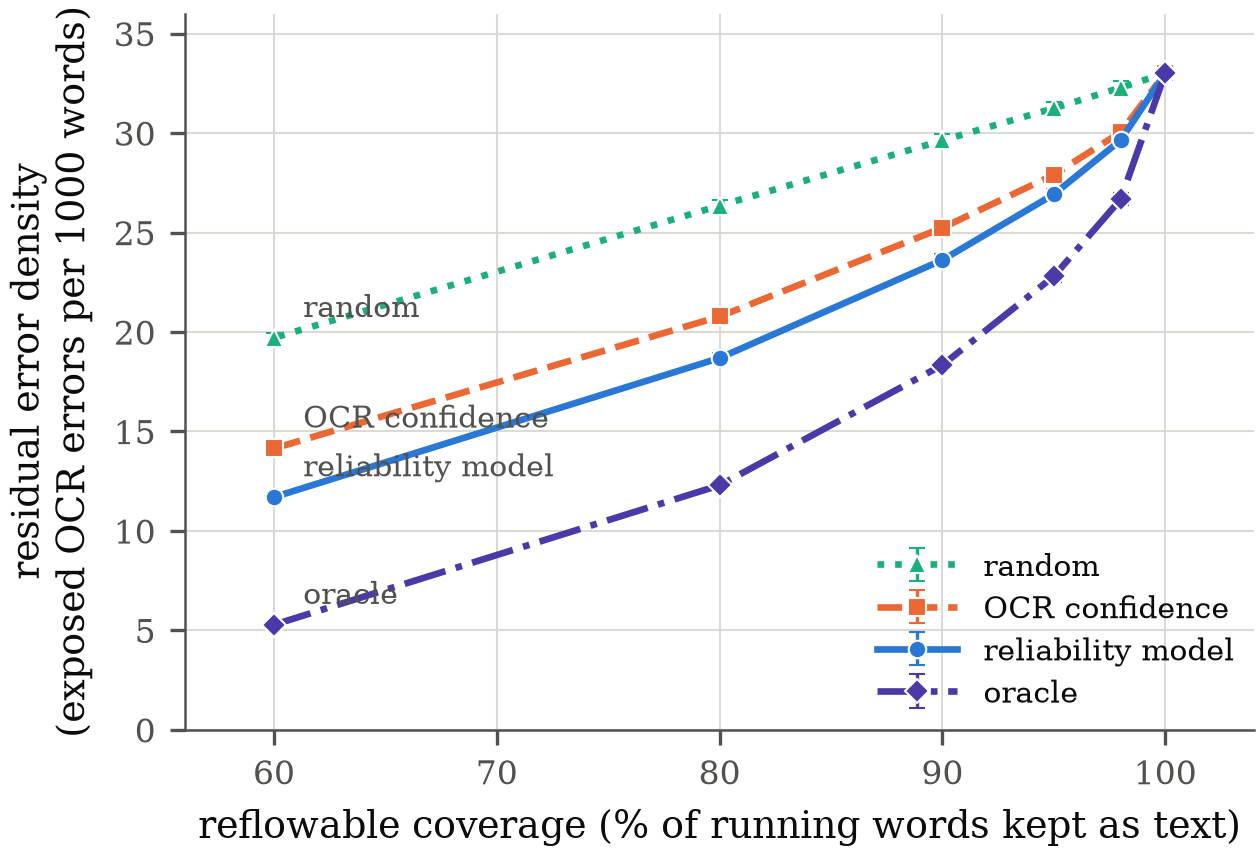 residual error density
(exposed OCR errors per 1000 words)
35
30
25
20
15
10
5
0
random
OCR confidence
reliability model
oracle
random
OCR confidence
reliability model
oracle
60 70 80 90 100
reflowable coverage (% of running words kept as text)